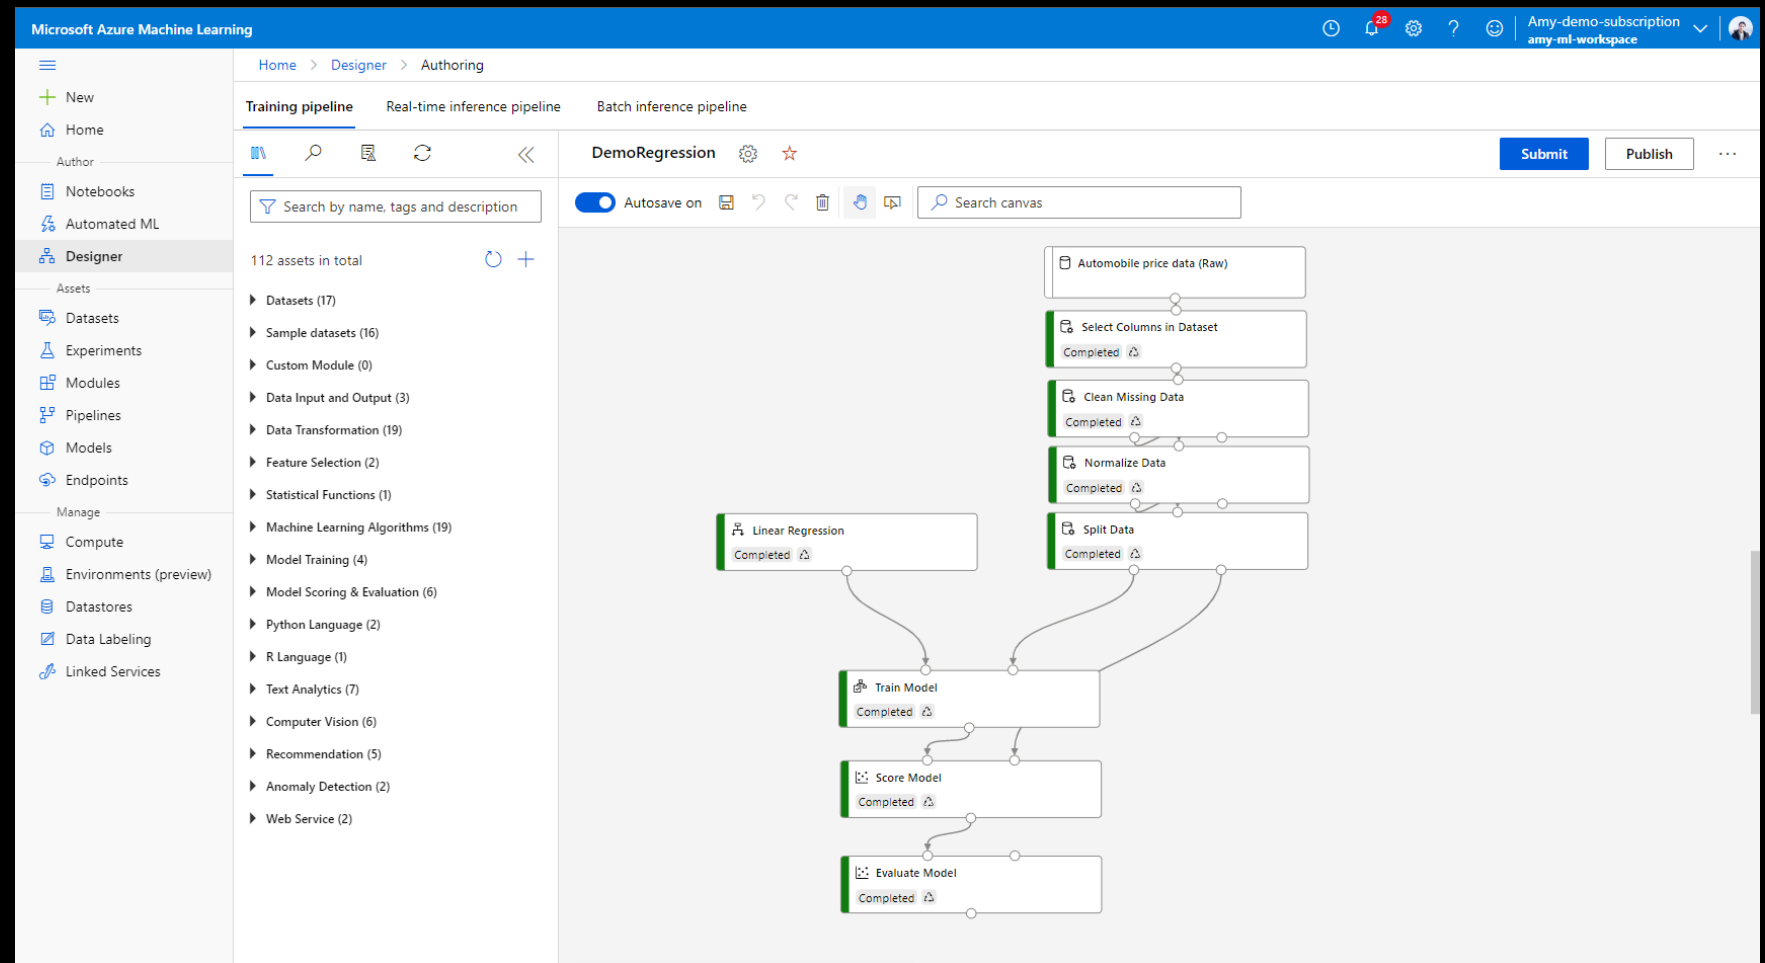 Microsoft Azure Machine Learning
28
Amy-demo-subscription
amy-ml-workspace
Home > Designer > Authoring
New
Home
Author
Notebooks
Automated ML
Designer
Assets
Datasets
Experiments
Modules
Pipelines
Models
Endpoints
Manage
Compute
Environments (preview)
Datastores
Data Labeling
Linked Services
Training pipeline
Real-time inference pipeline
Batch inference pipeline
Search by name, tags and description
112 assets in total
Datasets (17)
Sample datasets (16)
Custom Module (0)
Data Input and Output (3)
Data Transformation (19)
Feature Selection (2)
Statistical Functions (1)
Machine Learning Algorithms (19)
Model Training (4)
Model Scoring & Evaluation (6)
Python Language (2)
R Language (1)
Text Analytics (7)
Computer Vision (6)
Recommendation (5)
Anomaly Detection (2)
Web Service (2)
DemoRegression
Submit
Publish
Autosave on
Search canvas
Automobile price data (Raw)
Select Columns in Dataset
Completed
Clean Missing Data
Completed
Normalize Data
Completed
Split Data
Completed
Linear Regression
Completed
Train Model
Completed
Score Model
Completed
Evaluate Model
Completed